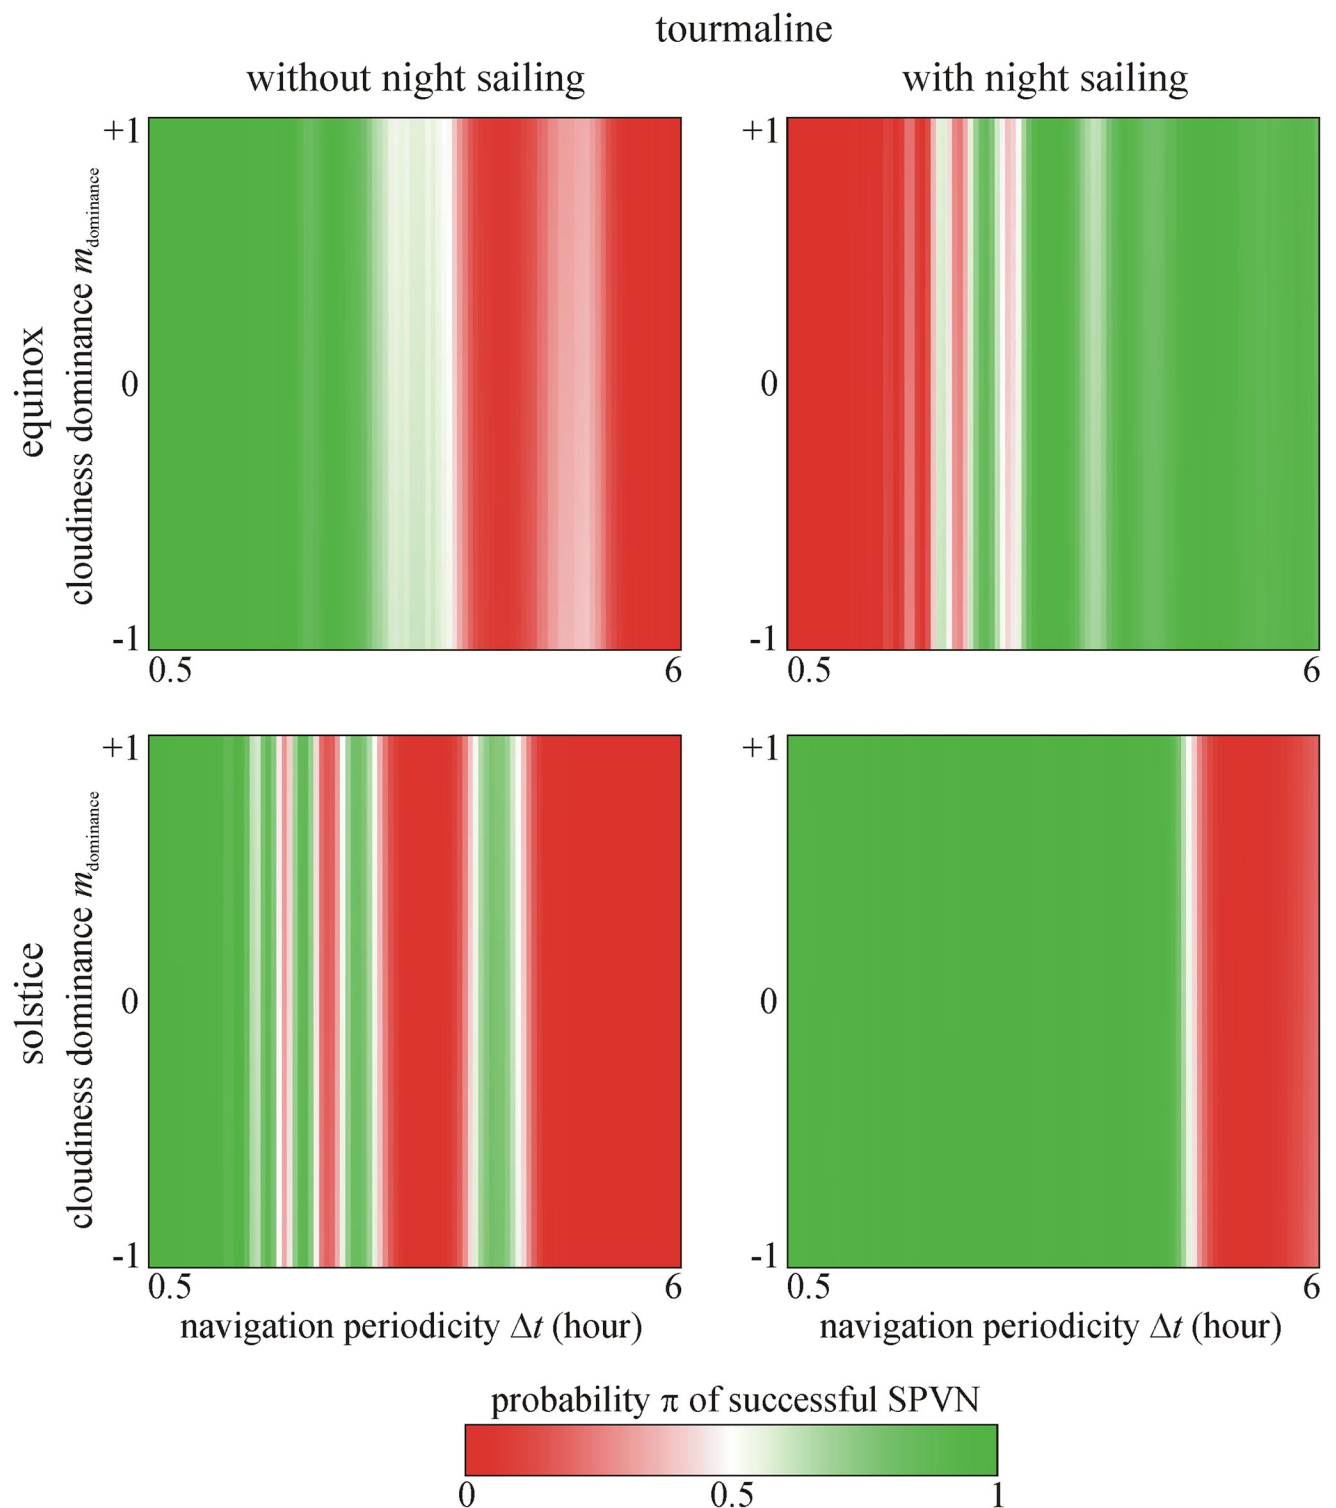 tourmaline
without night sailing
with night sailing
equinox
cloudiness dominance mdominance
+1
0
-1
0.5
6
+1
0
-1
0.5
6
solstice
cloudiness dominance mdominance
+1
0
-1
0.5
6
navigation periodicity Δt (hour)
+1
0
-1
0.5
6
navigation periodicity Δt (hour)
probability π of successful SPVN
0
0.5
1